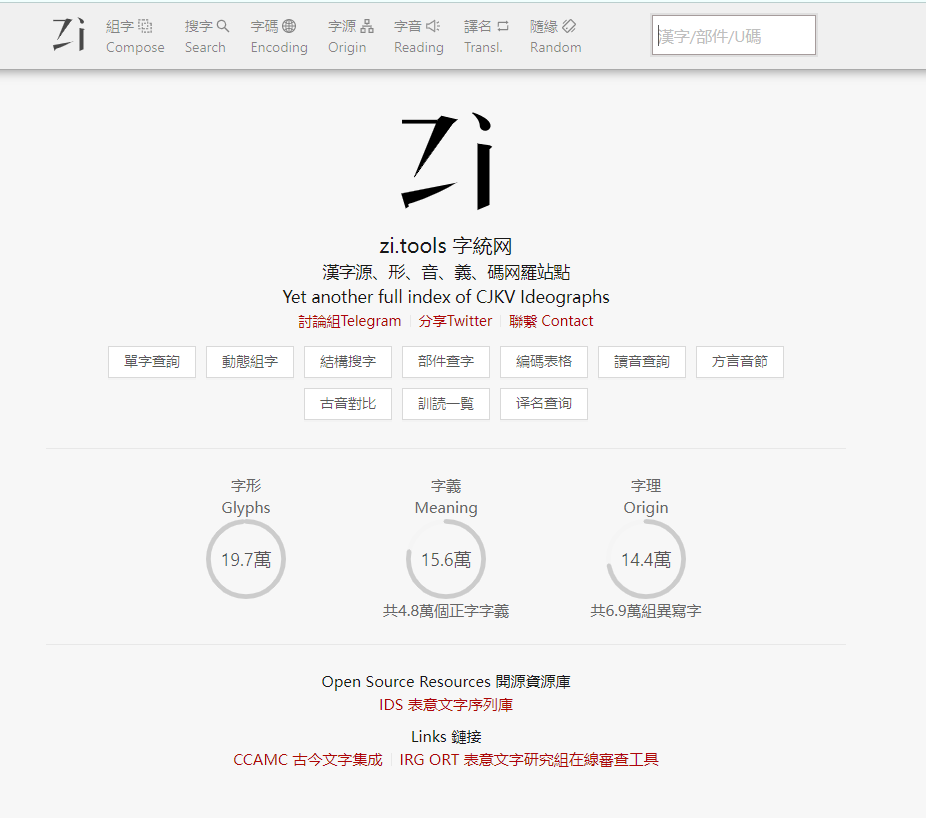 Zi
組字 搜字 字碼 字源 字音 譯名 隨緣
Compose Search Encoding Origin Reading Transl. Random
漢字/部件/U碼
Zi
zi.tools 字統网
漢字源、形、音、義、碼网羅站點
Yet another full index of CJKV Ideographs
討論組Telegram 分享Twitter 聯繫 Contact
單字查詢 動態組字 結構搜字 部件查字 编碼表格 讀音查詢 方言音節
古音對比 訓読一覧 译名查询
字形 字義 字理
Glyphs Meaning Origin
19.7萬 15.6萬 14.4萬
共4.8萬個正字字義 共6.9萬組異寫字
Open Source Resources 開源資源庫
IDS 表意文字序列庫
Links 鏈接
CCAMC 古今文字集成 IRG ORT 表意文字研究組在線審查工具